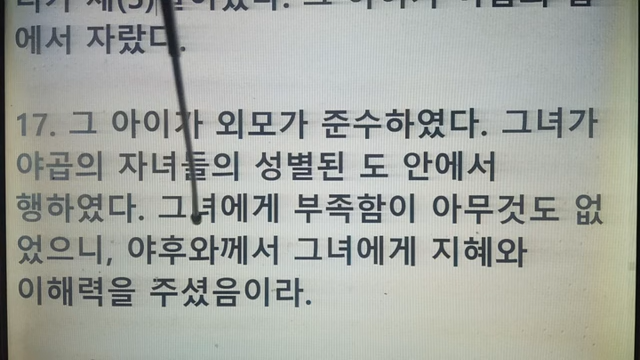 에서 자랐다.
17. 그 아이가 외모가 준수하였다. 그녀가
야곱의 자녀들의 성별된 도 안에서
행하였다. 그녀에게 부족함이 아무것도 없
었으니, 야후와께서 그녀에게 지혜와
이해력을 주셨음이라.